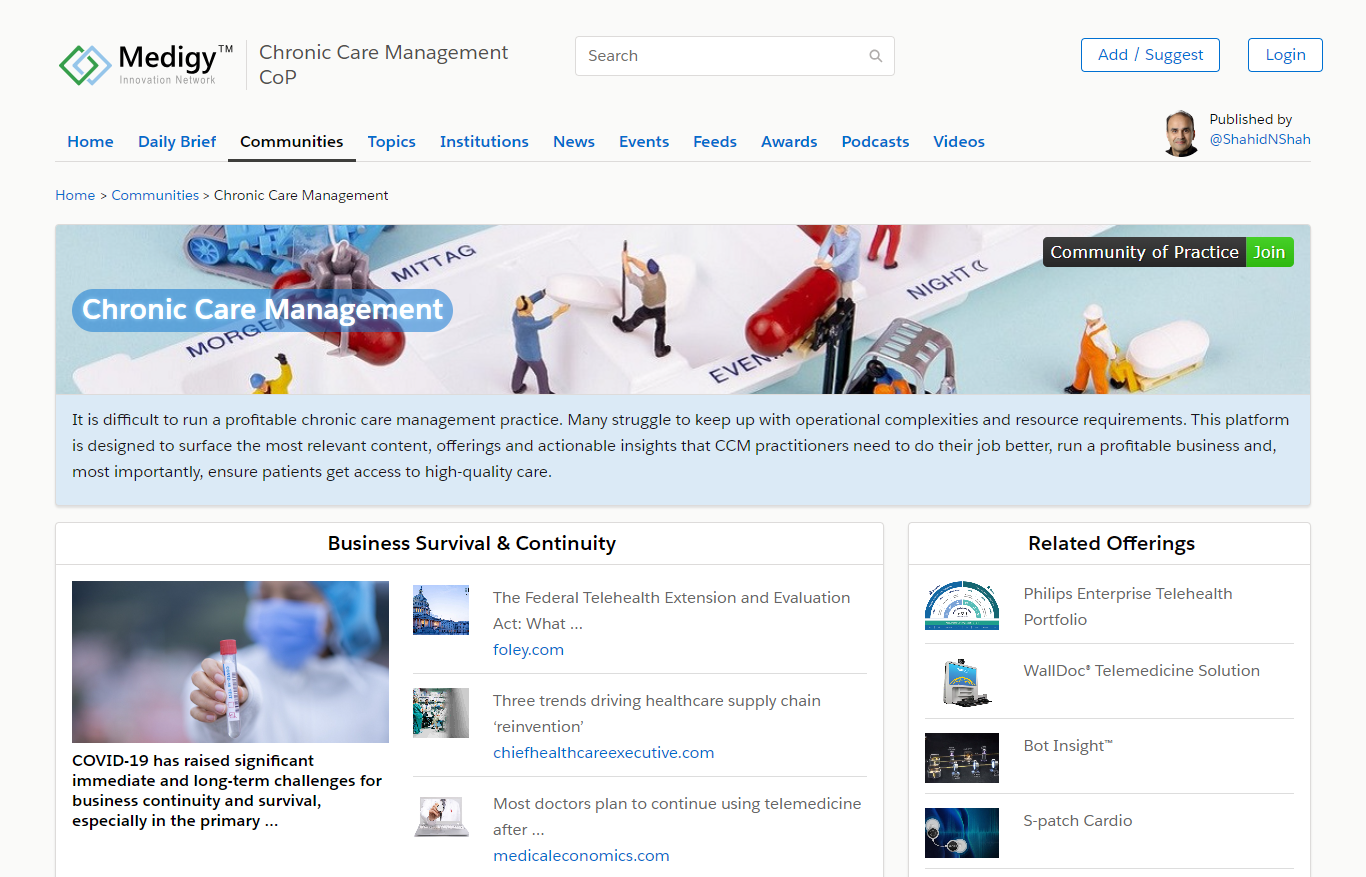 Medigy™
Innovation Network
Chronic Care Management
CoP
Search
Add / Suggest
Login
Home
Daily Brief
Communities
Topics
Institutions
News
Events
Feeds
Awards
Podcasts
Videos
Published by
@ShahidNShah
Home > Communities > Chronic Care Management
MITTAG
NIGHT
MORGEN
EVENING
Community of Practice Join
Chronic Care Management
It is difficult to run a profitable chronic care management practice. Many struggle to keep up with operational complexities and resource requirements. This platform
is designed to surface the most relevant content, offerings and actionable insights that CCM practitioners need to do their job better, run a profitable business and,
most importantly, ensure patients get access to high-quality care.
Business Survival & Continuity
COVID-19 has raised significant
immediate and long-term challenges for
business continuity and survival,
especially in the primary ...
The Federal Telehealth Extension and Evaluation
Act: What ...
foley.com
Three trends driving healthcare supply chain
‘reinvention’
chiefhealthcareexecutive.com
Most doctors plan to continue using telemedicine
after ...
medicaleconomics.com
Related Offerings
Philips Enterprise Telehealth
Portfolio
WallDoc® Telemedicine Solution
Bot Insight™
S-patch Cardio